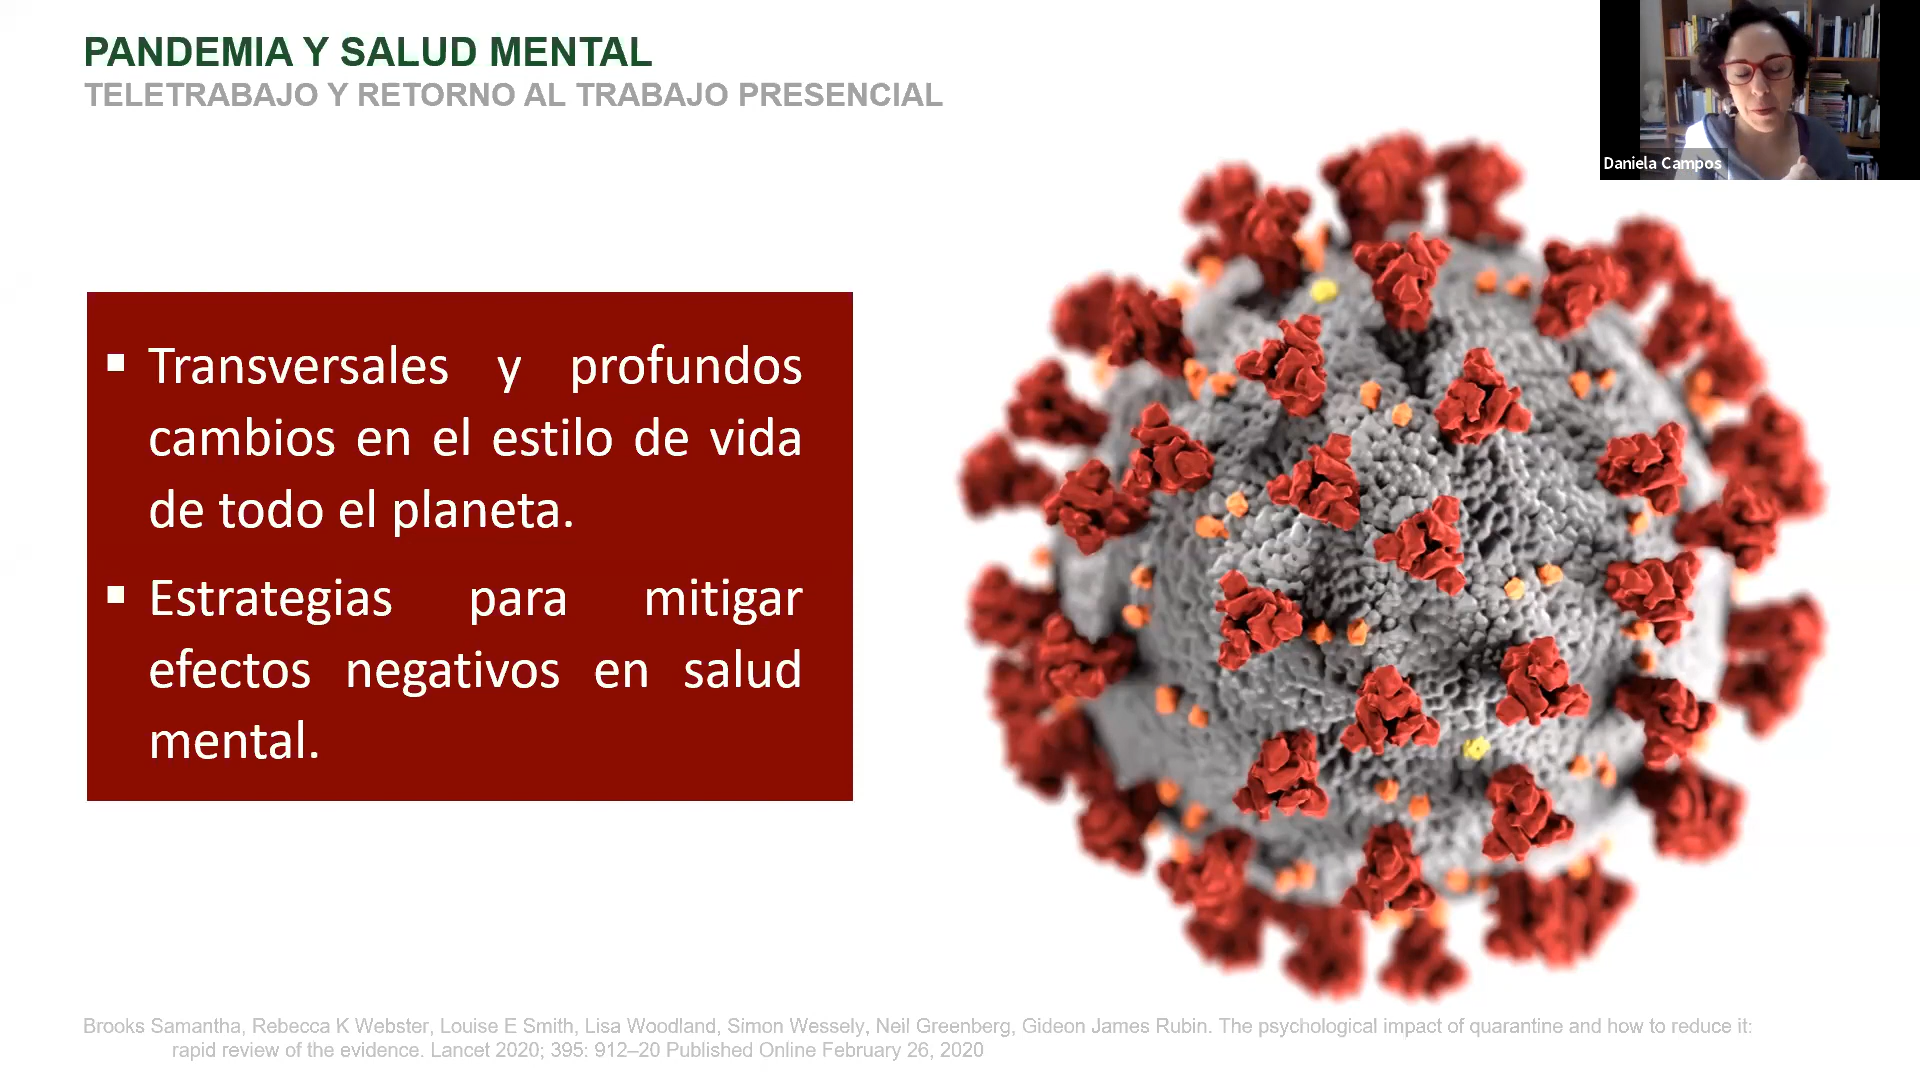 PANDEMIA Y SALUD MENTAL
TELETRABAJO Y RETORNO AL TRABAJO PRESENCIAL
Daniela Campos
▪ Transversales y profundos
cambios en el estilo de vida
de todo el planeta.
▪ Estrategias para mitigar
efectos negativos en salud
mental.
Brooks Samantha, Rebecca K Webster, Louise E Smith, Lisa Woodland, Simon Wessely, Neil Greenberg, Gideon James Rubin. The psychological impact of quarantine and how to reduce it:
rapid review of the evidence. Lancet 2020; 395: 912–20 Published Online February 26, 2020